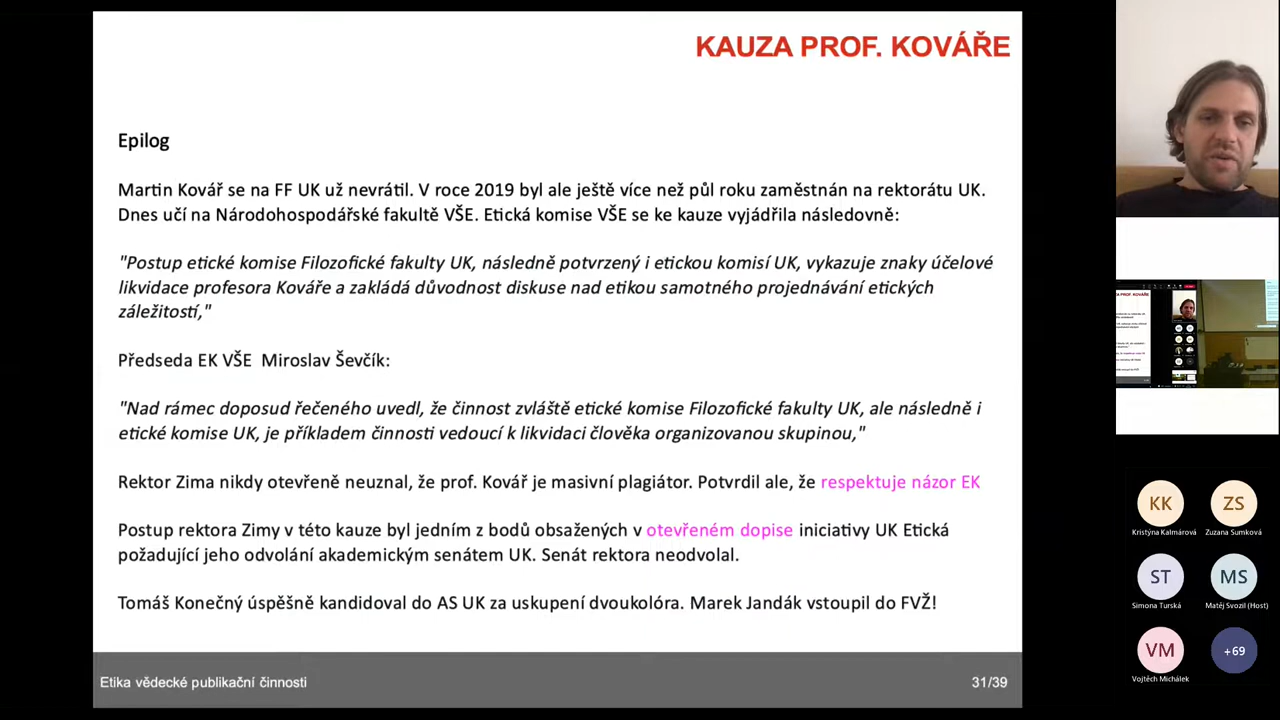 KAUZA PROF. KOVÁŘE
Epilog
Martin Kovář se na FF UK už nevrátil. V roce 2019 byl ale ještě více než půl roku zaměstnán na rektorátu UK.
Dnes učí na Národohospodářské fakultě VŠE. Etická komise VŠE se ke kauze vyjádřila následovně:
"Postup etické komise Filozofické fakulty UK, následně potvrzený i etickou komisí UK, vykazuje znaky účelové
likvidace profesora Kováře a zakládá důvodnost diskuse nad etikou samotného projednávání etických
záležitostí,"
Předseda EK VŠE  Miroslav Ševčík:
"Nad rámec doposud řečeného uvedl, že činnost zvláště etické komise Filozofické fakulty UK, ale následně i
etické komise UK, je příkladem činnosti vedoucí k likvidaci člověka organizovanou skupinou,"
Rektor Zima nikdy otevřeně neuznal, že prof. Kovář je masivní plagiátor. Potvrdil ale, že respektuje názor EK
Postup rektora Zimy v této kauze byl jedním z bodů obsažených v otevřeném dopise iniciativy UK Etická
požadující jeho odvolání akademickým senátem UK. Senát rektora neodvolal.
Tomáš Konečný úspěšně kandidoval do AS UK za uskupení dvoukolóra. Marek Jandák vstoupil do FVŽ!
Etika vědecké publikační činnosti
31/39
KK
ZS
Kristýna Kalmárová
Zuzana Sumková
ST
MS
Simona Turská
Matěj Svozil (Host)
VM
+69
Vojtěch Michálek